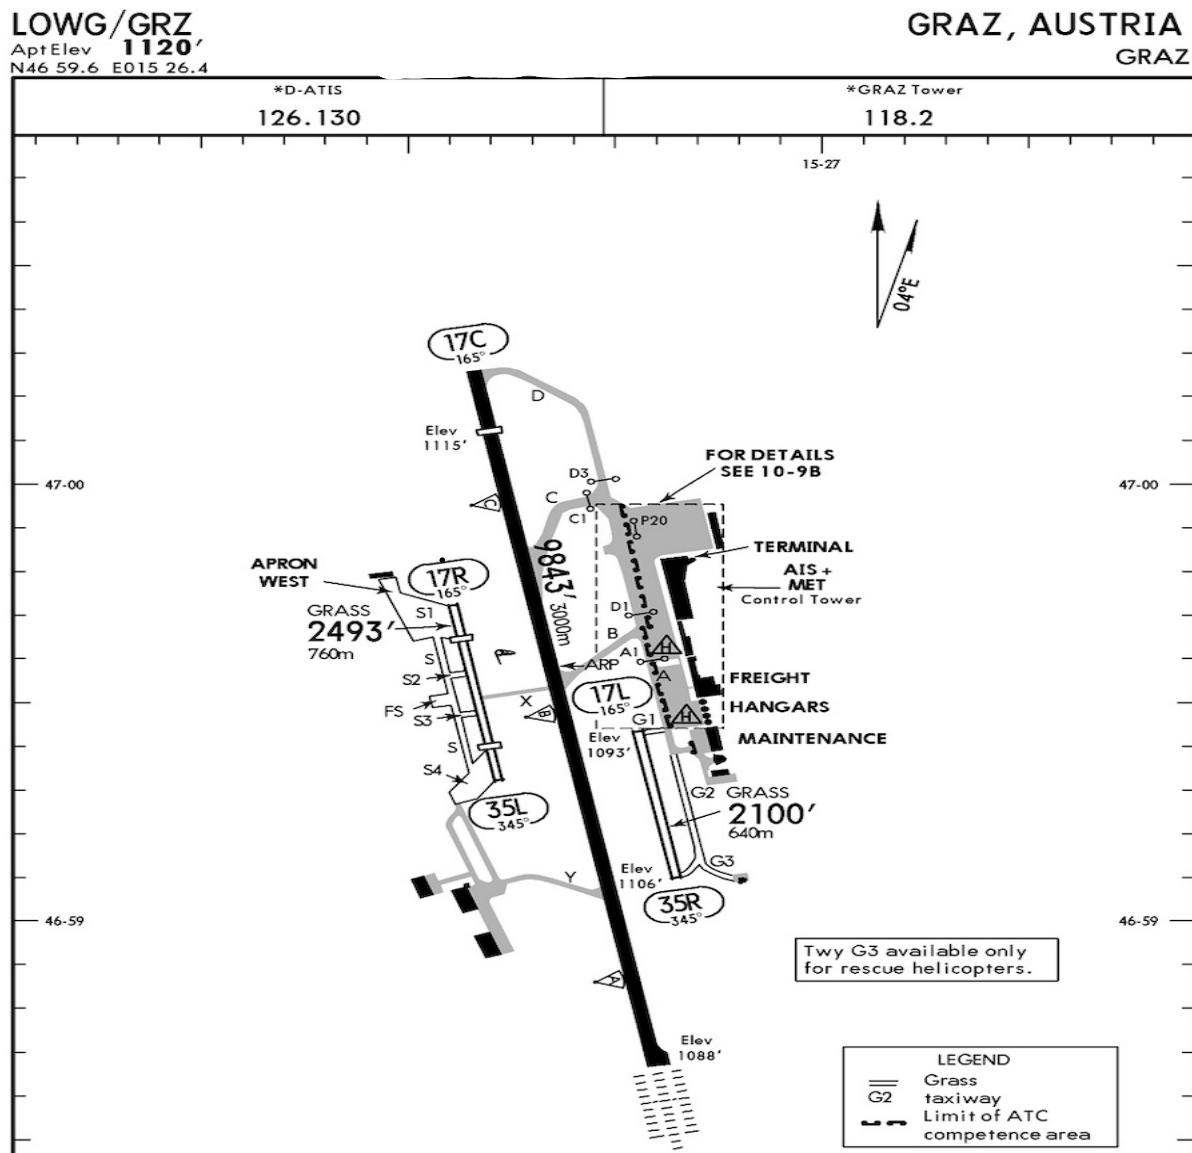 LOWG/GRZ
Apt Elev 1120'
N46 59.6 E015 26.4
GRAZ, AUSTRIA
GRAZ
*D-ATIS
126.130
*GRAZ Tower
118.2
15-27
04°E
17C
165°
D
Elev
1115'
FOR DETAILS
SEE 10-9B
47-00
47-00
D3
C
C
C1
P20
TERMINAL
AIS +
MET
Control Tower
APRON
WEST
17R
165°
9843'
3000m
GRASS
2493'
760m
S1
D1
B
H
A1
S
S2
ARP
A
FREIGHT
17L
165°
FS
S3
X
B
G1
H
HANGARS
Elev
1093'
MAINTENANCE
S
S4
G2
GRASS
2100'
640m
35L
345°
G3
Y
Elev
1106'
35R
345°
46-59
46-59
Twy G3 available only
for rescue helicopters.
A
Elev
1088'
LEGEND
Grass
G2 taxiway
Limit of ATC
competence area